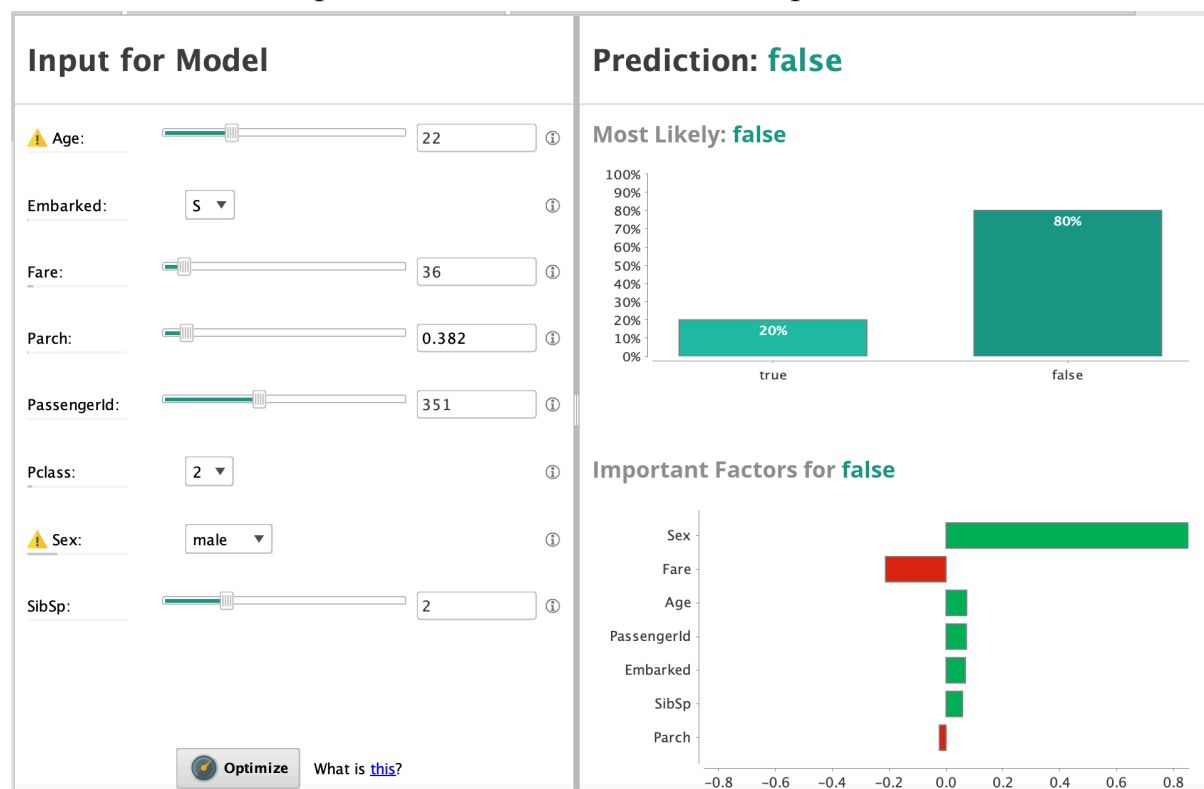 Input for Model
Age: 22
Embarked: S
Fare: 36
Parch: 0.382
PassengerId: 351
Pclass: 2
Sex: male
SibSp: 2
Optimize What is this?
Prediction: false
Most Likely: false
100%
90%
80%
70%
60%
50%
40%
30%
20%
10%
0%
20%
80%
true false
Important Factors for false
Sex
Fare
Age
PassengerId
Embarked
SibSp
Parch
-0.8 -0.6 -0.4 -0.2 0.0 0.2 0.4 0.6 0.8